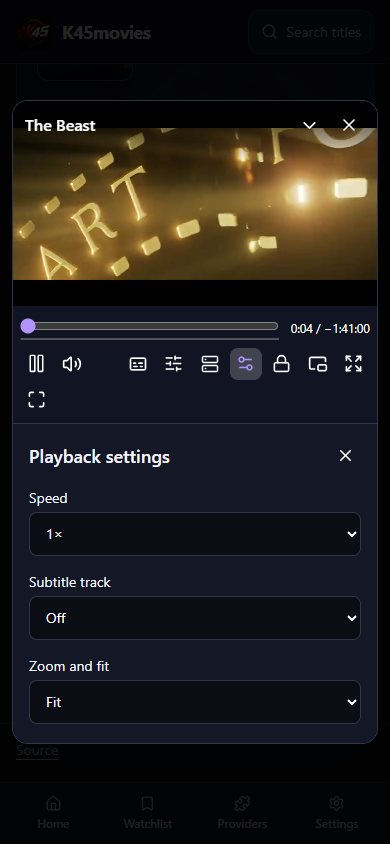 K45
K45movies
Search titles
The Beast
ART
0:04 / −1:41:00
Playback settings
Speed
1×
Subtitle track
Off
Zoom and fit
Fit
Source
Home
Watchlist
Providers
Settings